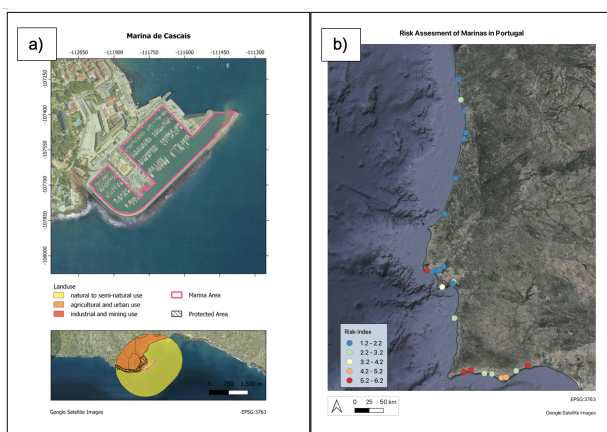 a)
Marina de Cascais
-112050 -111900 -111750 -111600 -111450 -111300
-107250
-107400
-107550
-107700
-107850
-108000
Landuse
natural to semi-natural use
agricultural and urban use
industrial and mining use
Marina Area
Protected Area
0 750 1.500 m
Google Satellite Images
EPSG:3763
b)
Risk Assesment of Marinas in Portugal
Risk-Index
1.2 - 2.2
2.2 - 3.2
3.2 - 4.2
4.2 - 5.2
5.2 - 6.2
0 25 50 km
EPSG:3763
Google Satellite Images